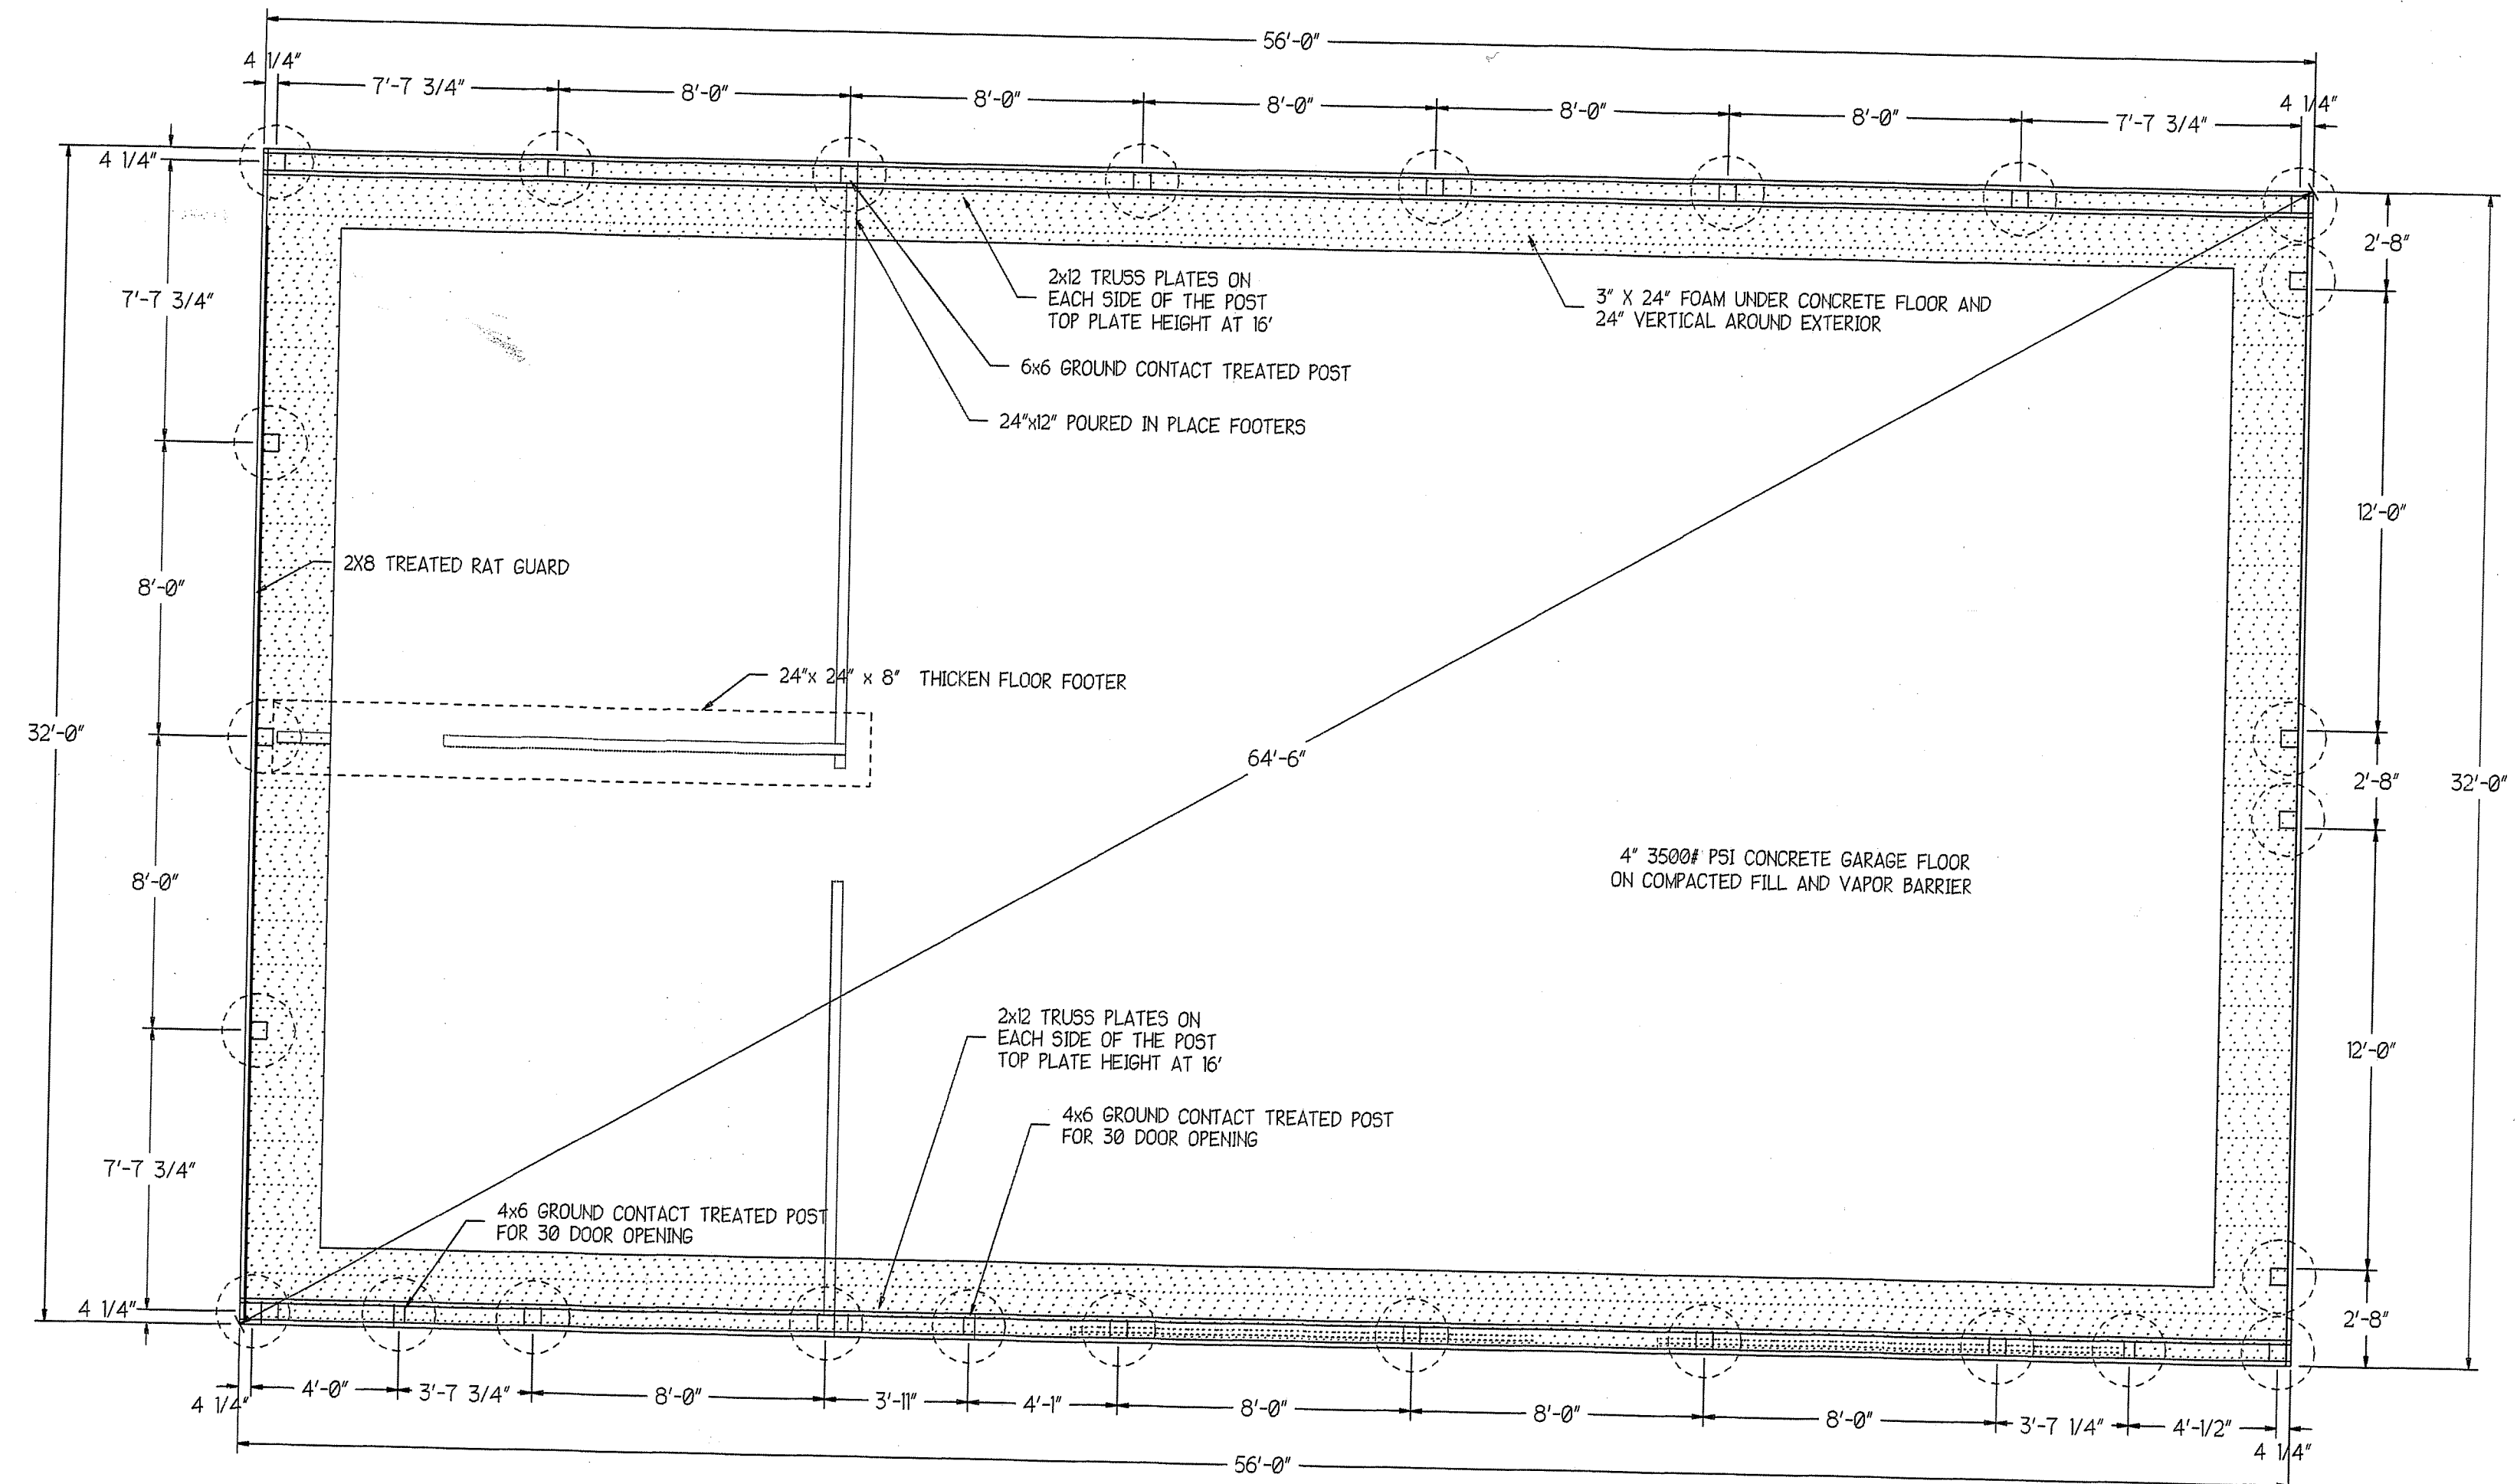 56'-0"
4 1/4"
7'-7 3/4"
8'-0"
8'-0"
8'-0"
8'-0"
8'-0"
7'-7 3/4"
4 1/4"
4 1/4"
2'-8"
7'-7 3/4"
2x12 TRUSS PLATES ON
EACH SIDE OF THE POST
TOP PLATE HEIGHT AT 16'
3" X 24" FOAM UNDER CONCRETE FLOOR AND
24" VERTICAL AROUND EXTERIOR
6x6 GROUND CONTACT TREATED POST
24"x12" POURED IN PLACE FOOTERS
12'-0"
2X8 TREATED RAT GUARD
8'-0"
24"x 24" x 8" THICKEN FLOOR FOOTER
32'-0"
64'-6"
2'-8"
32'-0"
8'-0"
4" 3500# PSI CONCRETE GARAGE FLOOR
ON COMPACTED FILL AND VAPOR BARRIER
2x12 TRUSS PLATES ON
EACH SIDE OF THE POST
TOP PLATE HEIGHT AT 16'
12'-0"
4x6 GROUND CONTACT TREATED POST
FOR 30 DOOR OPENING
7'-7 3/4"
4x6 GROUND CONTACT TREATED POST
FOR 30 DOOR OPENING
4 1/4"
2'-8"
4 1/4"
4'-0"
3'-7 3/4"
8'-0"
3'-11"
4'-1"
8'-0"
8'-0"
8'-0"
3'-7 1/4"
4'-1/2"
4 1/4"
56'-0"